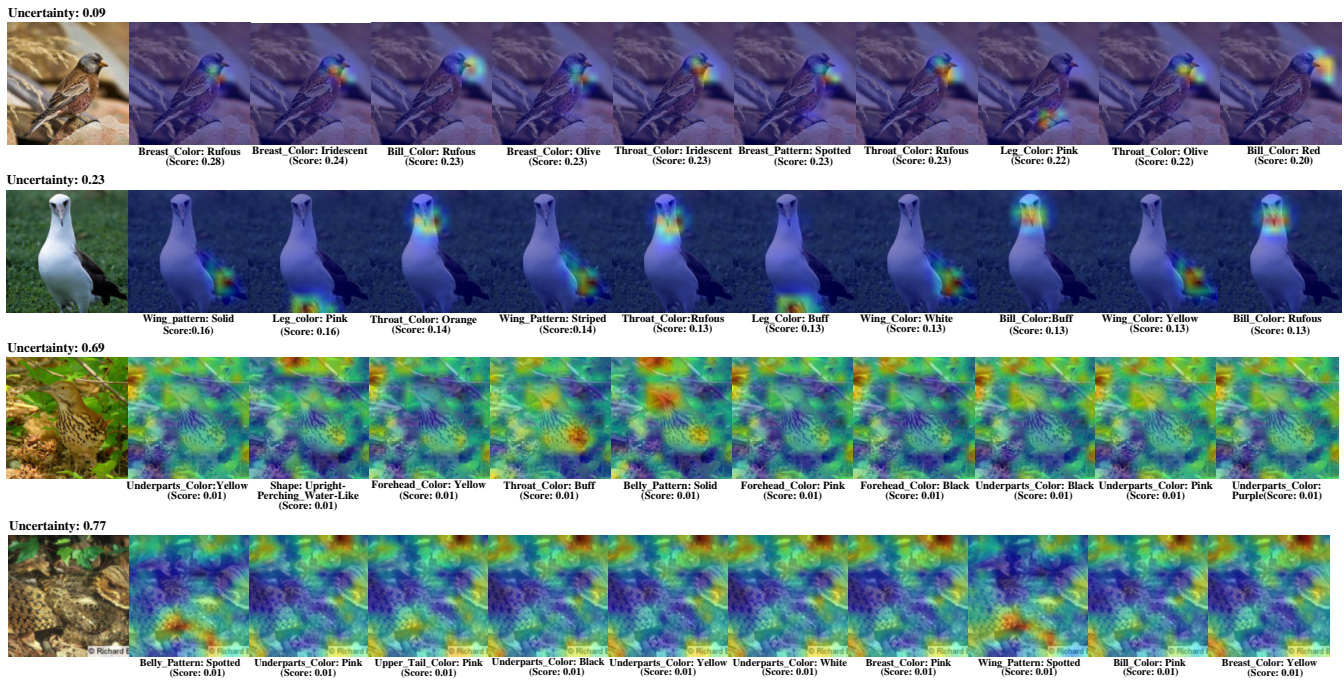 Uncertainty: 0.09
Breast_Color: Rufous
(Score: 0.28)
Breast_Color: Iridescent
(Score: 0.24)
Bill_Color: Rufous
(Score: 0.23)
Breast_Color: Olive
(Score: 0.23)
Throat_Color: Iridescent
(Score: 0.23)
Breast_Pattern: Spotted
(Score: 0.23)
Throat_Color: Rufous
(Score: 0.23)
Leg_Color: Pink
(Score: 0.22)
Throat_Color: Olive
(Score: 0.22)
Bill_Color: Red
(Score: 0.20)
Uncertainty: 0.23
Wing_pattern: Solid
Score:0.16)
Leg_color: Pink
(Score: 0.16)
Throat_Color: Orange
(Score: 0.14)
Wing_Pattern: Striped
(Score:0.14)
Throat_Color:Rufous
(Score: 0.13)
Leg_Color: Buff
(Score: 0.13)
Wing_Color: White
(Score: 0.13)
Bill_Color:Buff
(Score: 0.13)
Wing_Color: Yellow
(Score: 0.13)
Bill_Color: Rufous
(Score: 0.13)
Uncertainty: 0.69
Underparts_Color:Yellow
(Score: 0.01)
Shape: Upright-
Perching_Water-Like
(Score: 0.01)
Forehead_Color: Yellow
(Score: 0.01)
Throat_Color: Buff
(Score: 0.01)
Belly_Pattern: Solid
(Score: 0.01)
Forehead_Color: Pink
(Score: 0.01)
Forehead_Color: Black
(Score: 0.01)
Underparts_Color: Black
(Score: 0.01)
Underparts_Color: Pink
(Score: 0.01)
Underparts_Color:
Purple(Score: 0.01)
Uncertainty: 0.77
© Richard B
© Richard B
© Richard B
© Richard B
© Richard B
© Richard B
© Richard B
© Richard B
© Richard B
© Richard B
© Richard B
Belly_Pattern: Spotted
(Score: 0.01)
Underparts_Color: Pink
(Score: 0.01)
Upper_Tail_Color: Pink
(Score: 0.01)
Underparts_Color: Black
(Score: 0.01)
Underparts_Color: Yellow
(Score: 0.01)
Underparts_Color: White
(Score: 0.01)
Breast_Color: Pink
(Score: 0.01)
Wing_Pattern: Spotted
(Score: 0.01)
Bill_Color: Pink
(Score: 0.01)
Breast_Color: Yellow
(Score: 0.01)